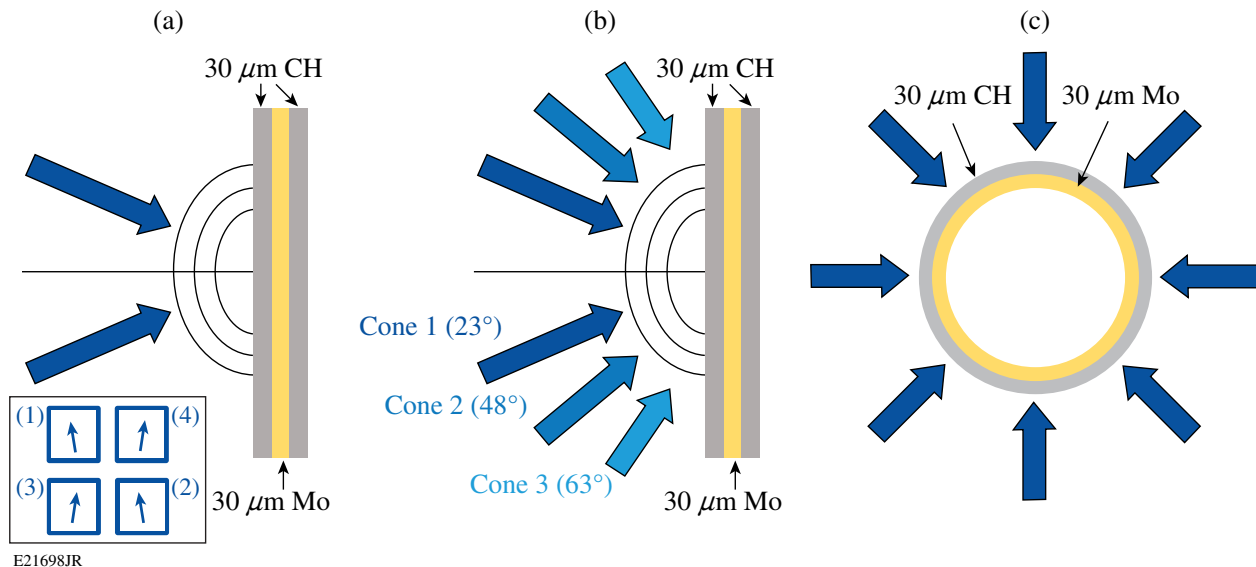 (a)
30 μm CH
(1)
(4)
(3)
(2)
30 μm Mo
E21698JR
(b)
30 μm CH
Cone 1 (23°)
Cone 2 (48°)
Cone 3 (63°)
30 μm Mo
(c)
30 μm CH
30 μm Mo